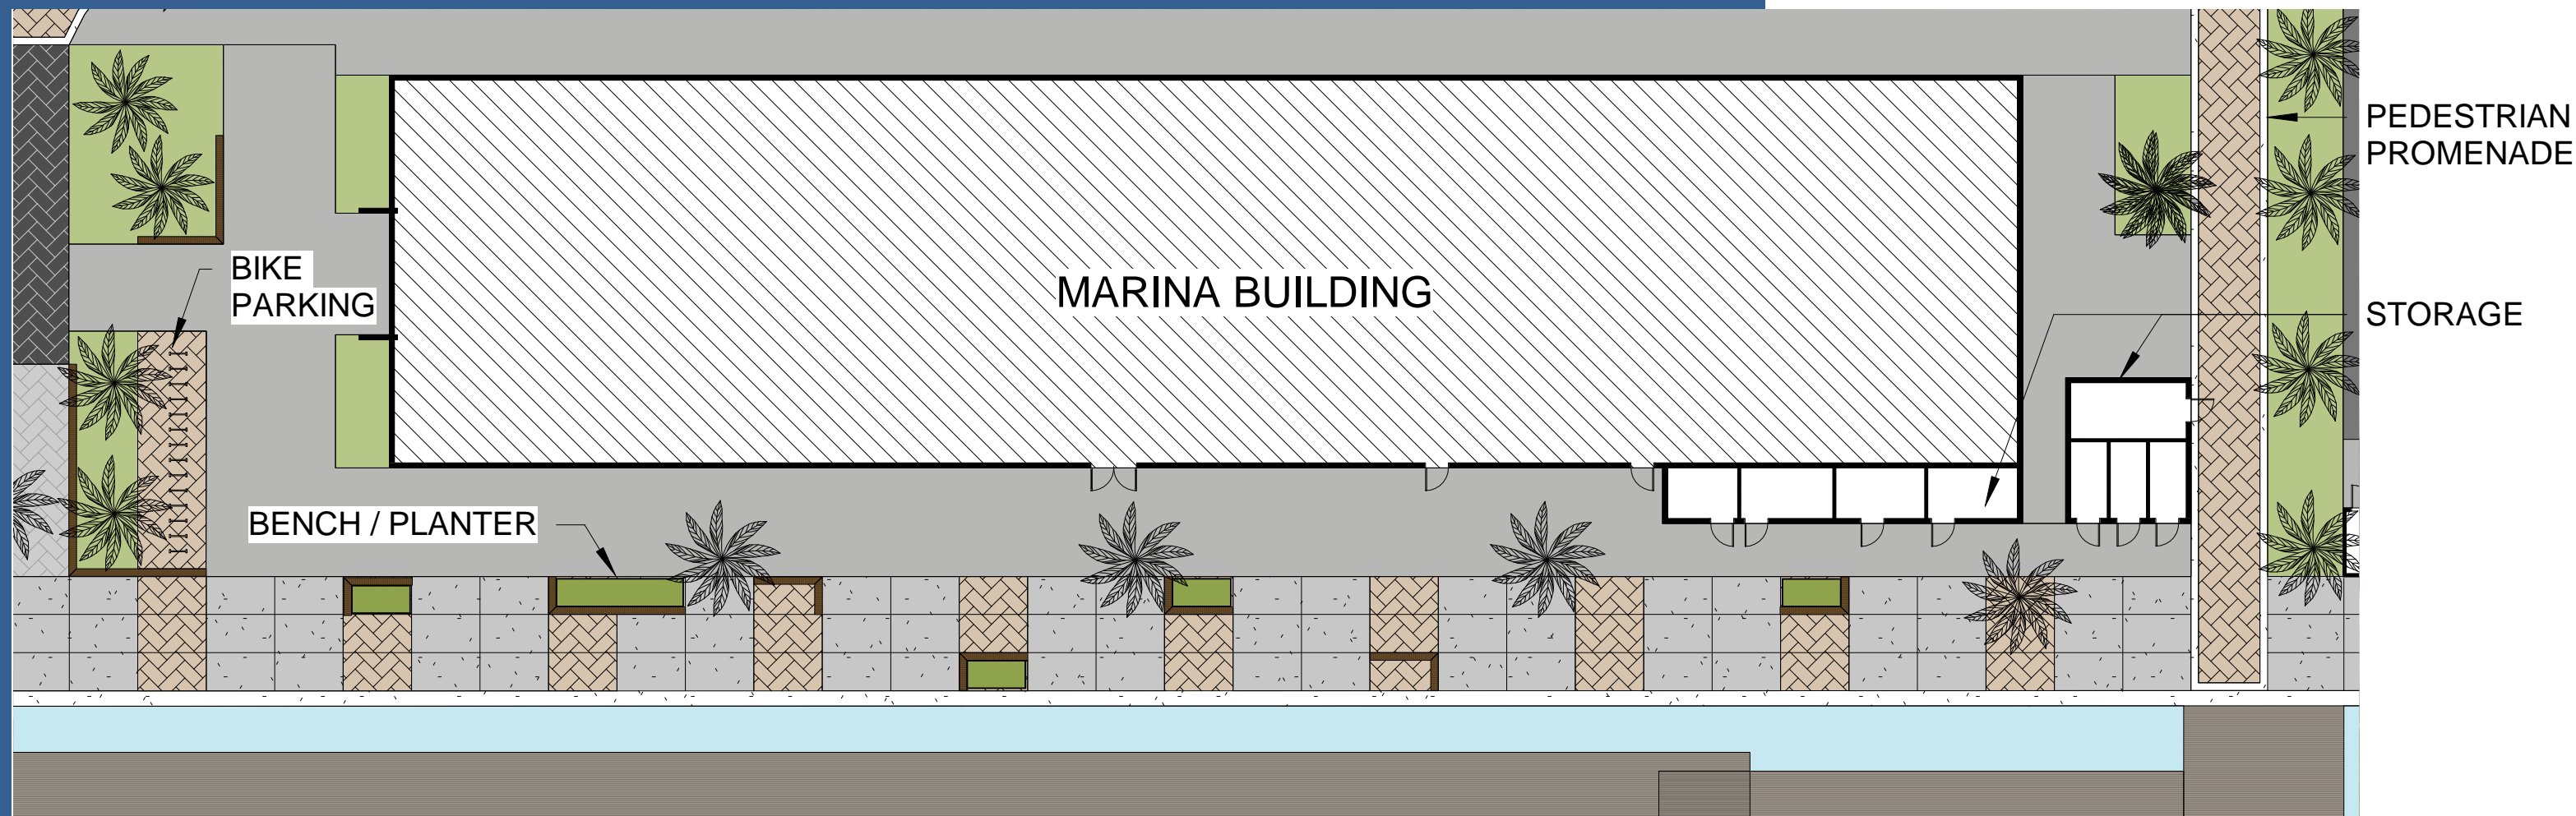 PEDESTRIAN
PROMENADE
BIKE
PARKING
MARINA BUILDING
STORAGE
BENCH / PLANTER